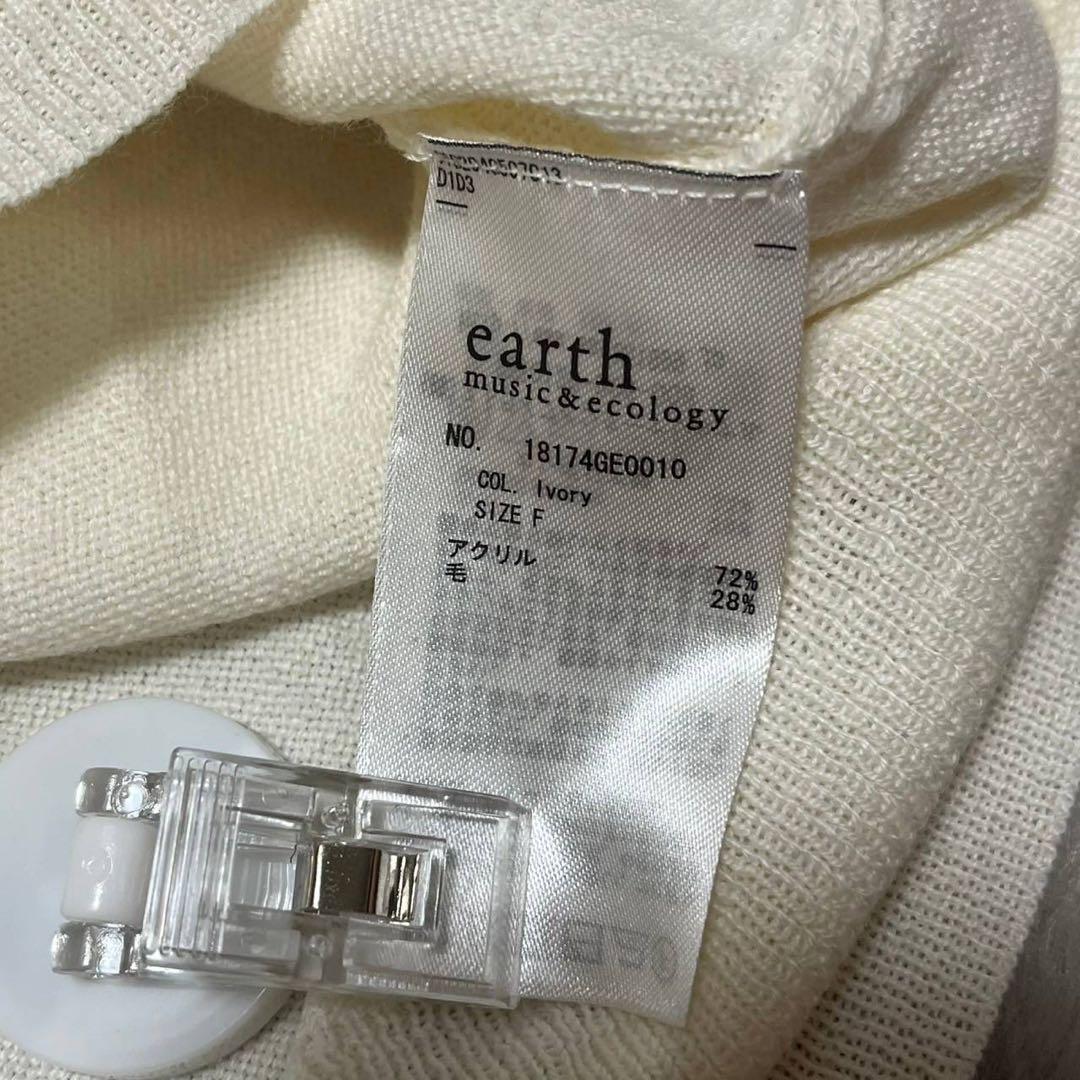 D1D3
earth
music&ecology
NO. 18174GE0010
COL. Ivory
SIZE F
アクリル 72%
毛 28%